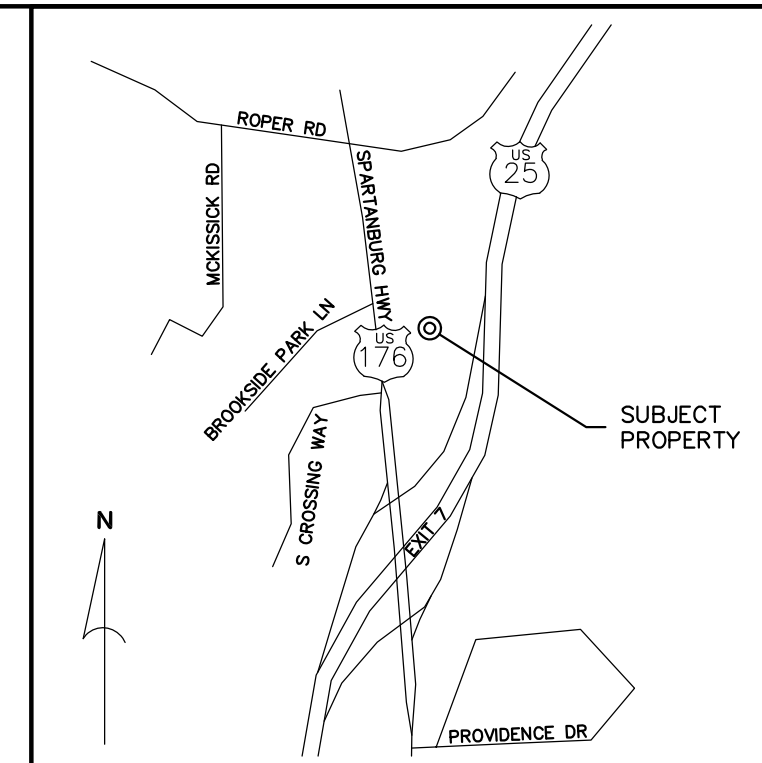 ROPER RD
US
25
MCKISSICK RD
SPARTANBURG HWY
BROOKSIDE PARK LN
US
176
SUBJECT
PROPERTY
S CROSSING WAY
N
EXIT 7
PROVIDENCE DR